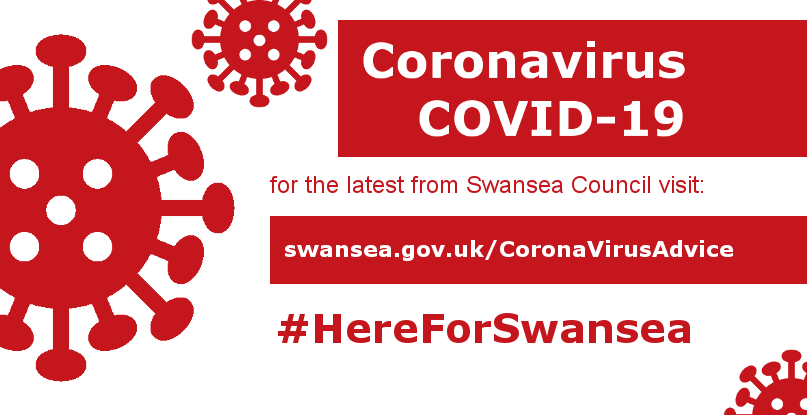 Coronavirus
COVID-19
for the latest from Swansea Council visit:
swansea.gov.uk/CoronaVirusAdvice
#HereForSwansea